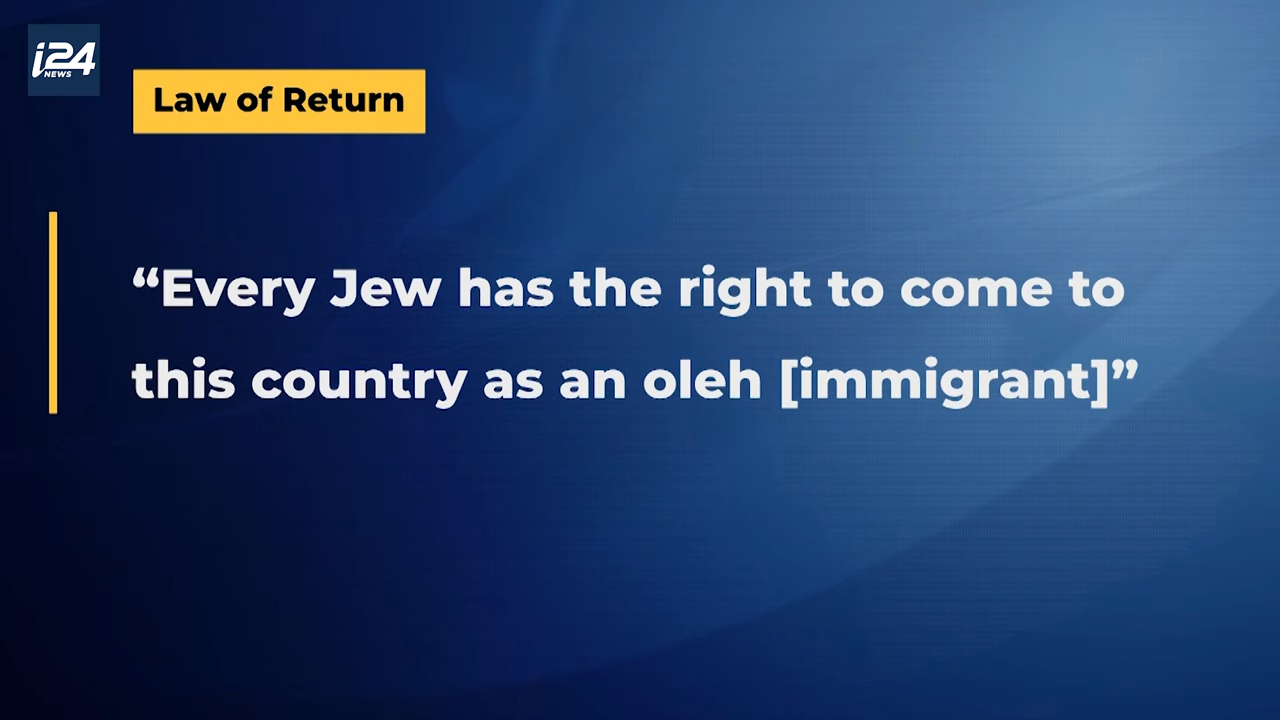 i24
NEWS
Law of Return
“Every Jew has the right to come to
this country as an oleh [immigrant]”